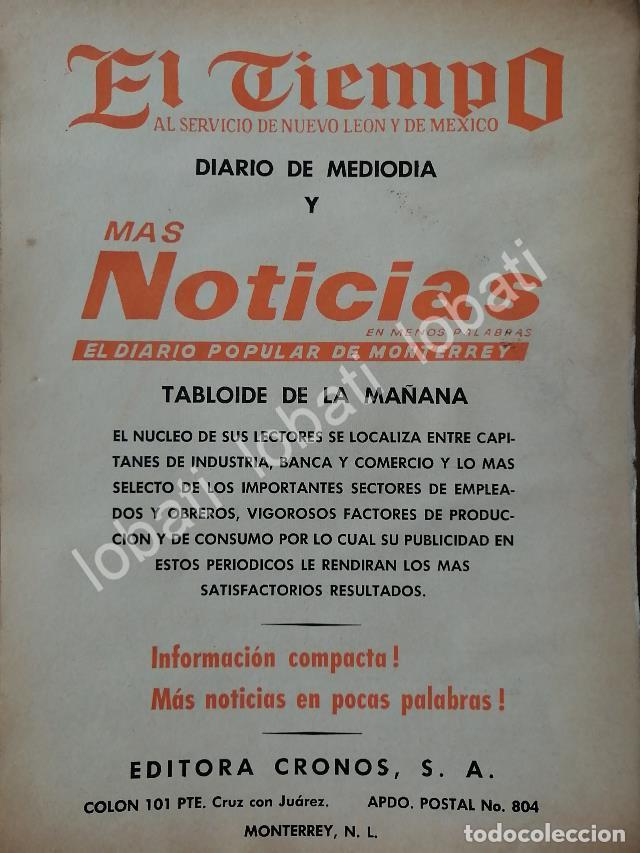 El Tiempo
AL SERVICIO DE NUEVO LEON Y DE MEXICO
DIARIO DE MEDIODIA
Y
MAS
Noticias
EN MENOS PALABRAS
EL DIARIO POPULAR DE MONTERREY
TABLOIDE DE LA MAÑANA
EL NUCLEO DE SUS LECTORES SE LOCALIZA ENTRE CAPI-
TANES DE INDUSTRIA, BANCA Y COMERCIO Y LO MAS
SELECTO DE LOS IMPORTANTES SECTORES DE EMPLEA-
DOS Y OBREROS, VIGOROSOS FACTORES DE PRODUC-
CION Y DE CONSUMO POR LO CUAL SU PUBLICIDAD EN
ESTOS PERIODICOS LE RENDIRAN LOS MAS
SATISFACTORIOS RESULTADOS.
Información compacta!
Más noticias en pocas palabras!
EDITORA CRONOS, S. A.
COLON 101 PTE. Cruz con Juárez. APDO. POSTAL No. 804
MONTERREY, N. L.
lobati lobati lobati lobati
todocoleccion